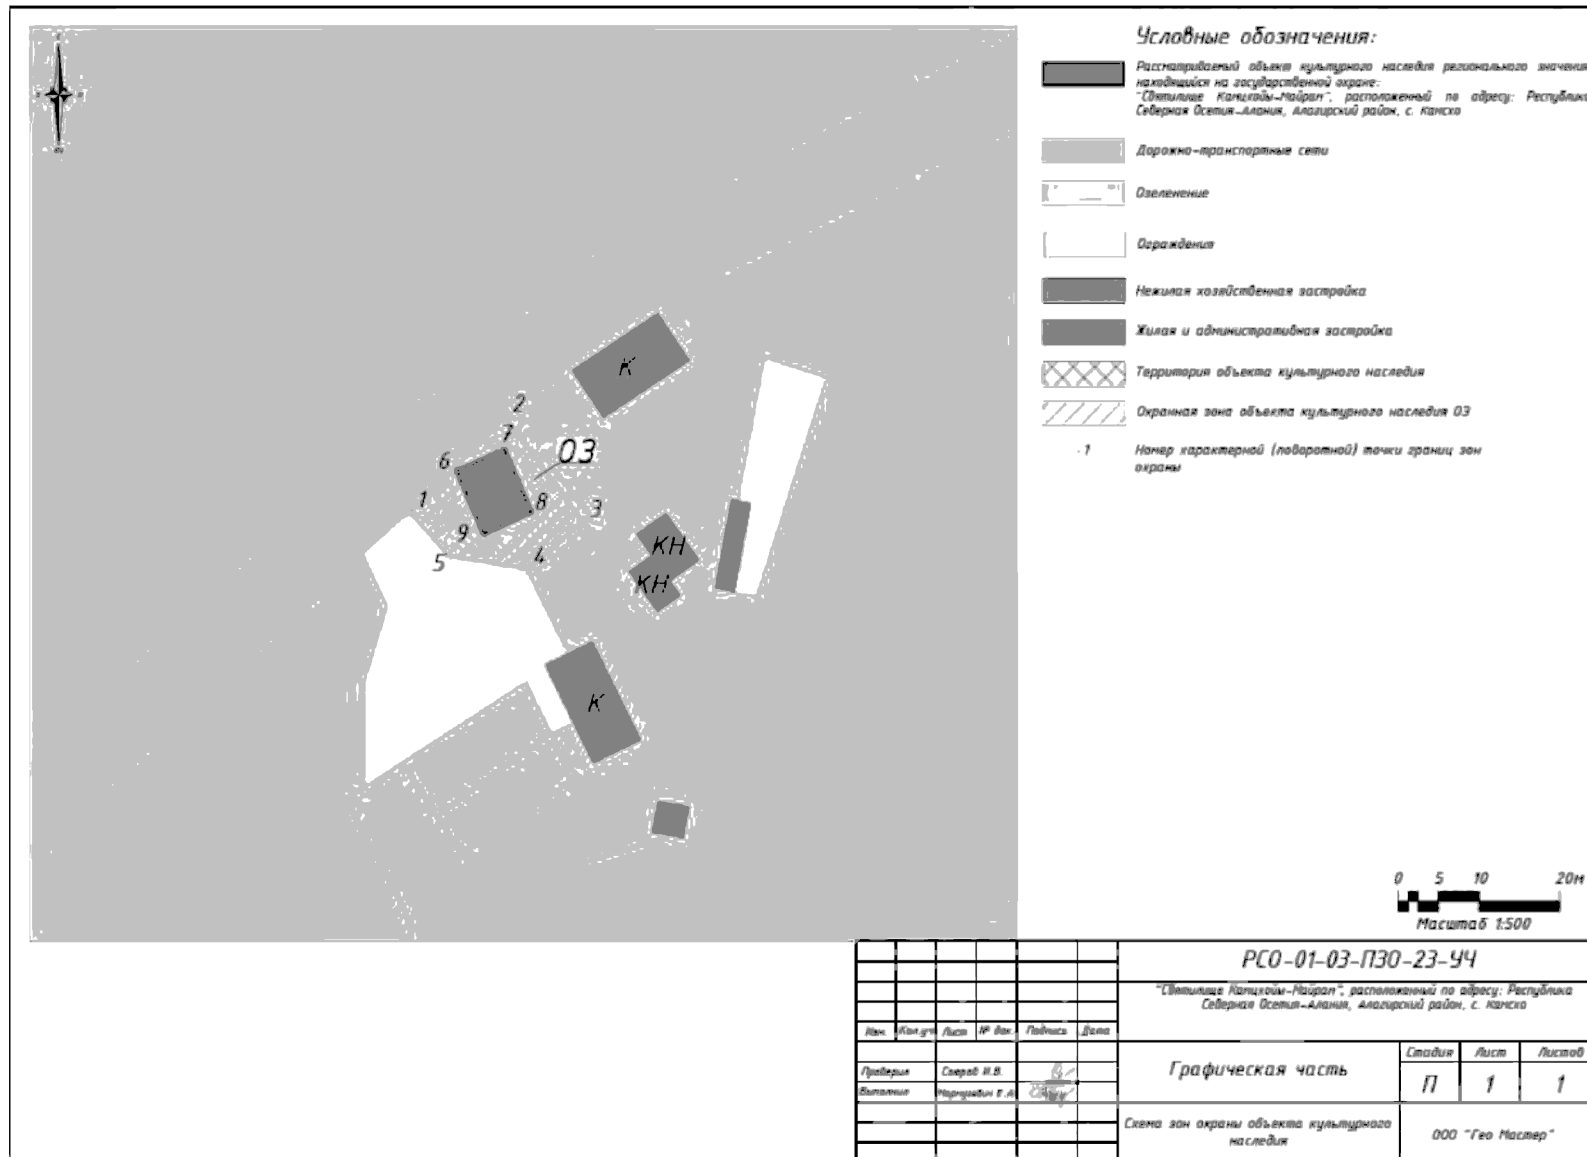 Условные обозначения:
Рассматриваемый объект культурного наследия регионального значения
находящийся на государственной охране:
"Святилище Камцхойы-Майрам", расположенный по адресу: Республика
Северная Осетия-Алания, Алагирский район, с. Камсхо
Дорожно-транспортные сети
Озеленение
Ограждения
Нежилая хозяйственная застройка
Жилая и административная застройка
Территория объекта культурного наследия
Охранная зона объекта культурного наследия ОЗ
1
Номер характерной (поворотной) точки границ зон
охраны
К
2
7
ОЗ
6
1
8
3
9
КН
4
5
КН
К
0 5 10 20м
Масштаб 1:500
РСО-01-03-ПЗО-23-УЧ
"Святилище Камцхойы-Майрам", расположенный по адресу: Республика
Северная Осетия-Алания, Алагирский район, с. Камсхо
Изм. Кол.уч Лист № док. Подпись Дата
Графическая часть
Стадия Лист Листов
Проверил
П 1 1
Выполнил
Схема зон охраны объекта культурного
наследия
ООО "Гео Мастер"